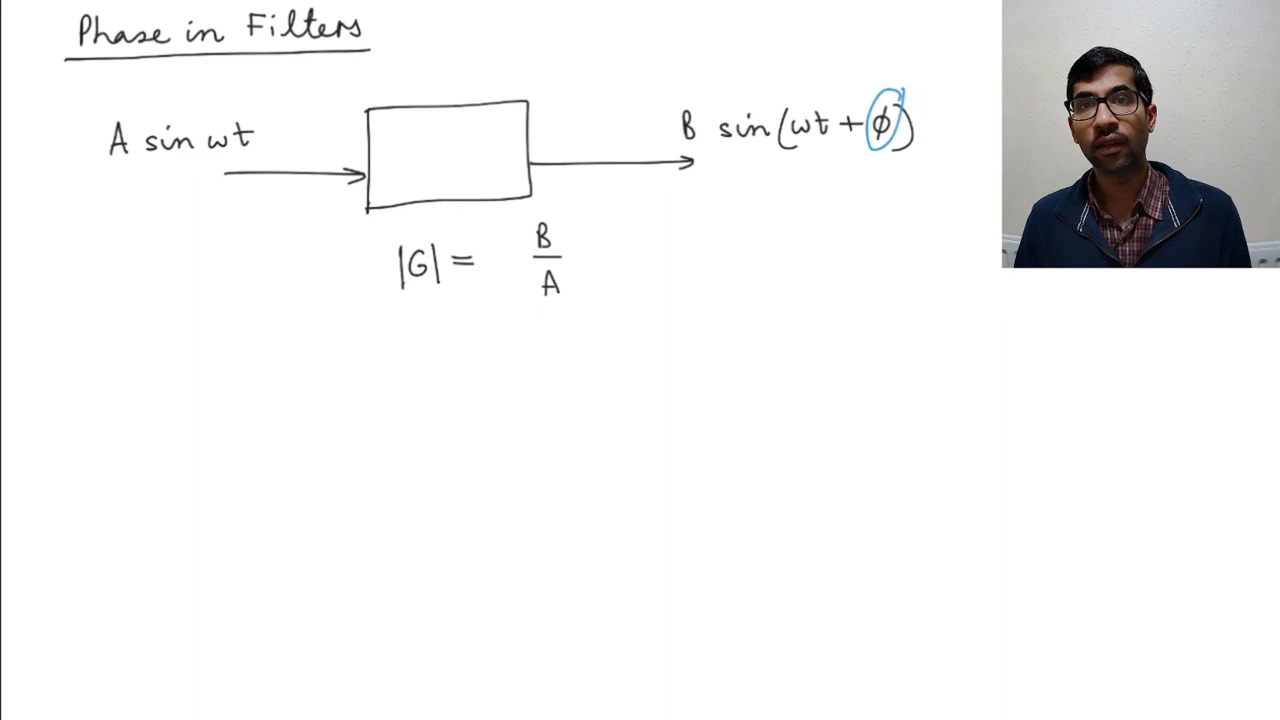 Phase in Filters
A sin ωt
B sin(ωt + ϕ)
|G| = B/A